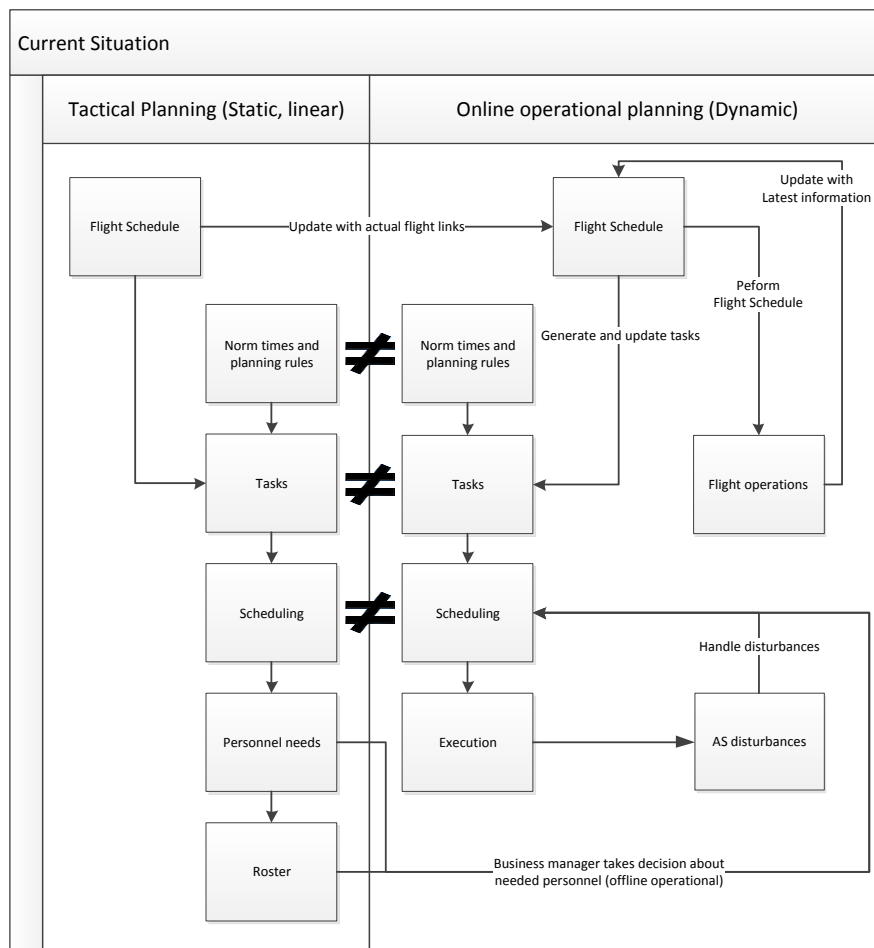 Current Situation
Tactical Planning (Static, linear)
Online operational planning (Dynamic)
Update with
Latest information
Flight Schedule
Update with actual flight links
Flight Schedule
Peform
Flight Schedule
Norm times and
planning rules
≠
Norm times and
planning rules
Generate and update tasks
Tasks
≠
Tasks
Flight operations
Scheduling
≠
Scheduling
Handle disturbances
Personnel needs
Execution
AS disturbances
Roster
Business manager takes decision about
needed personnel (offline operational)